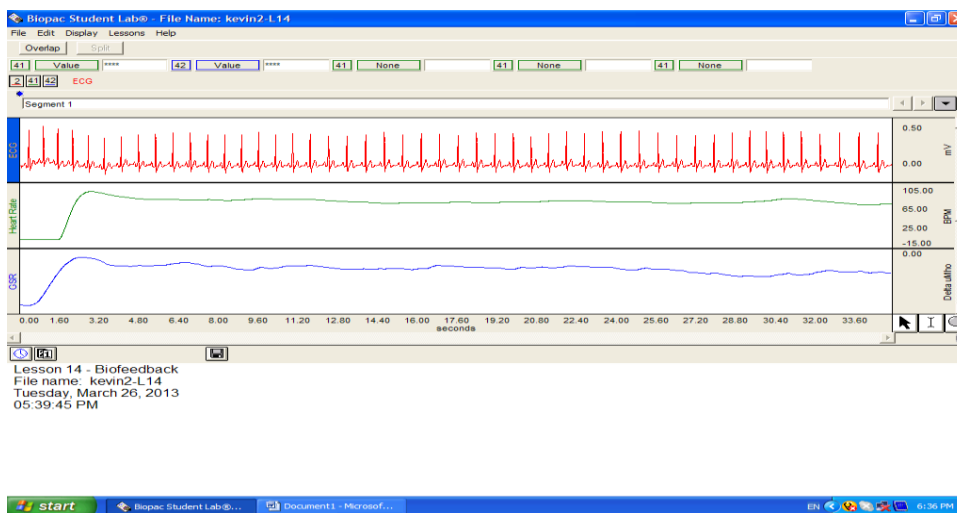 Biopac Student Lab® - File Name: kevin2-L14
File Edit Display Lessons Help
Overlap Split
41 Value **** 42 Value **** 41 None 41 None 41 None
2 41 42 ECG
Segment 1
ECG
0.50
0.00
mV
Heart Rate
105.00
65.00
25.00
-15.00
BPM
GSR
0.00
Delta uMho
0.00 1.60 3.20 4.80 6.40 8.00 9.60 11.20 12.80 14.40 16.00 17.60 19.20 20.80 22.40 24.00 25.60 27.20 28.80 30.40 32.00 33.60
seconds
Lesson 14 - Biofeedback
File name: kevin2-L14
Tuesday, March 26, 2013
05:39:45 PM
start Biopac Student Lab®... Document1 - Microsof... EN 6:36 PM